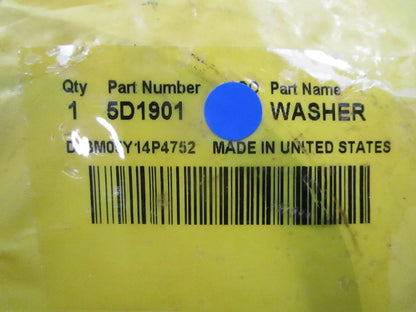 Qty Part Number Part Name
1 5D1901 WASHER
MADE IN UNITED STATES